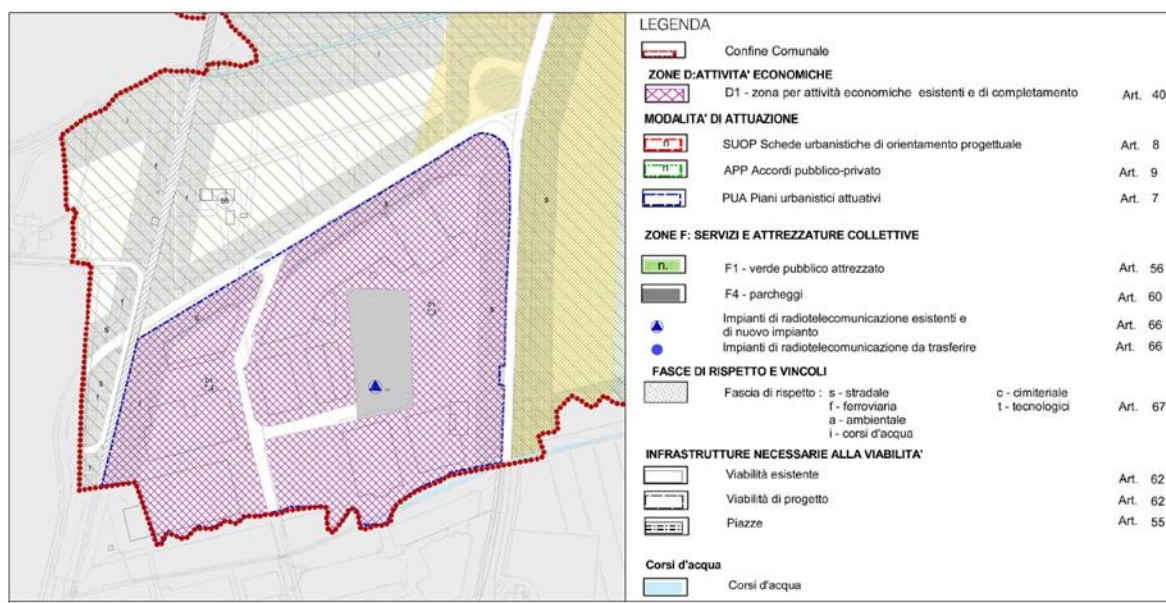 LEGENDA
Confine Comunale
ZONE D:ATTIVITA' ECONOMICHE
D1 - zona per attività economiche esistenti e di completamento Art. 40
MODALITA' DI ATTUAZIONE
n SUOP Schede urbanistiche di orientamento progettuale Art. 8
n APP Accordi pubblico-privato Art. 9
PUA Piani urbanistici attuativi Art. 7
ZONE F: SERVIZI E ATTREZZATURE COLLETTIVE
n. F1 - verde pubblico attrezzato Art. 56
F4 - parcheggi Art. 60
Impianti di radiotelecomunicazione esistenti e
di nuovo impianto Art. 66
Impianti di radiotelecomunicazione da trasferire Art. 66
FASCE DI RISPETTO E VINCOLI
Fascia di rispetto : s - stradale c - cimiteriale
f - ferroviaria t - tecnologici Art. 67
a - ambientale
i - corsi d'acqua
INFRASTRUTTURE NECESSARIE ALLA VIABILITA'
Viabilità esistente Art. 62
Viabilità di progetto Art. 62
Piazze Art. 55
Corsi d'acqua
Corsi d'acqua